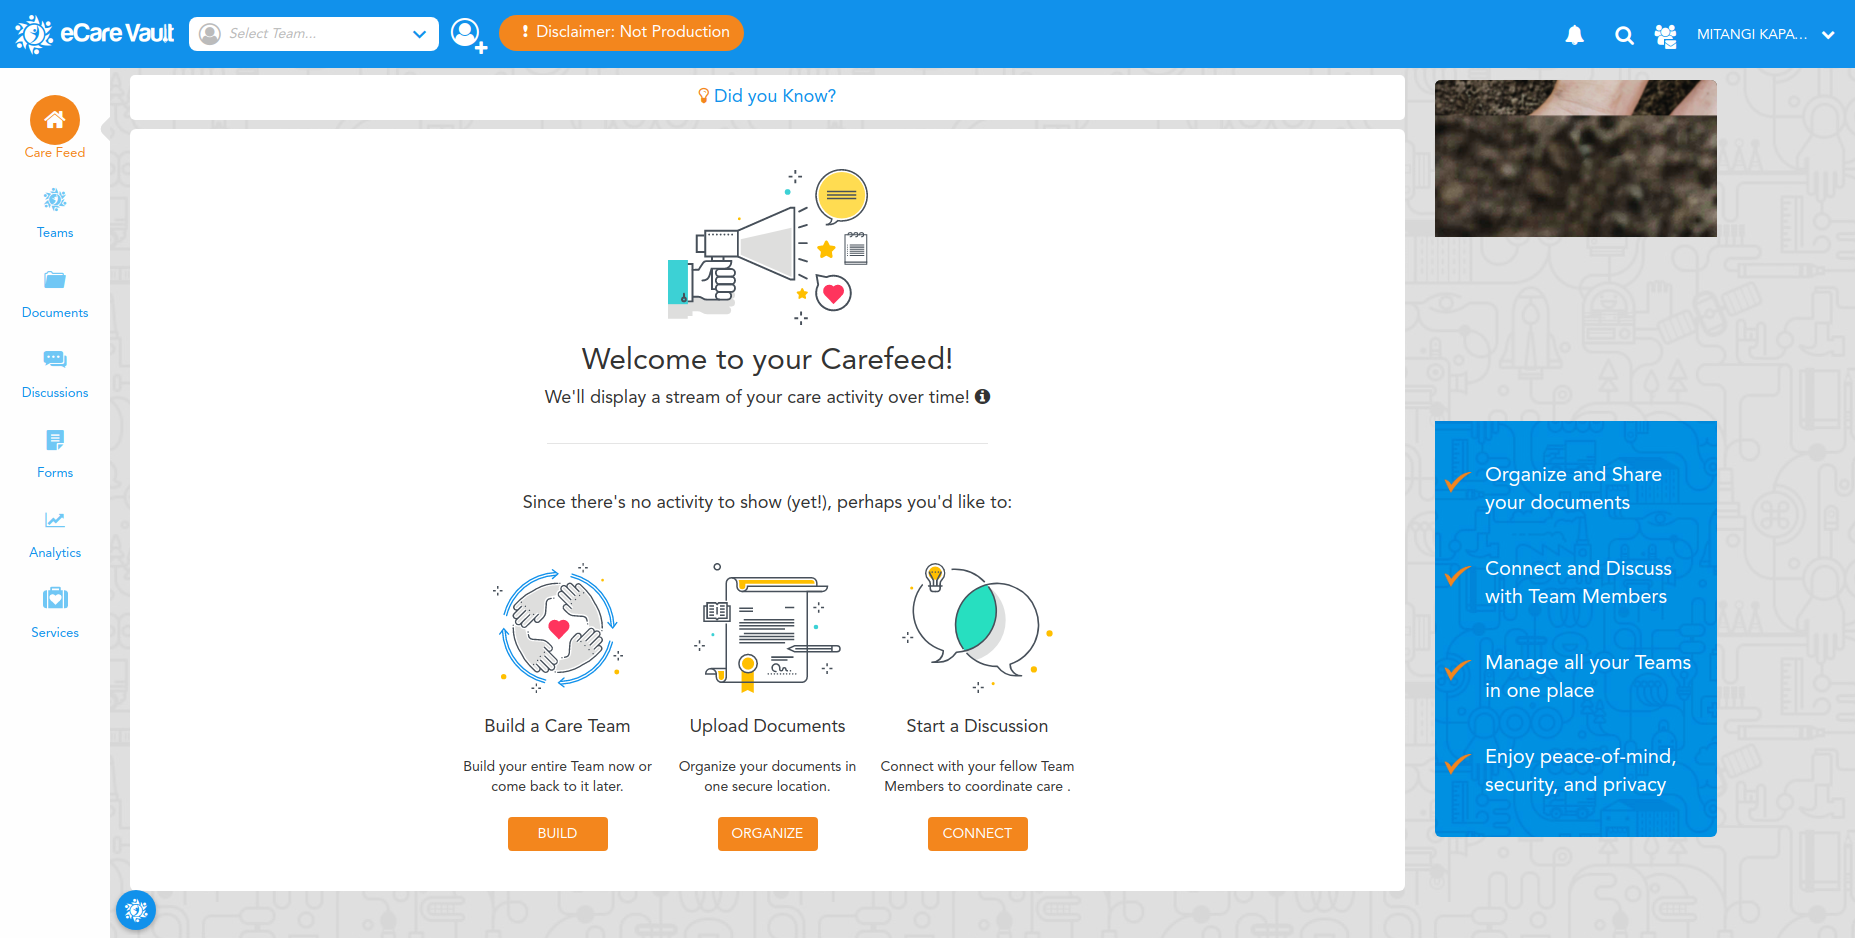 eCare Vault
Select Team...
! Disclaimer: Not Production
MITANGI KAPA...
Care Feed
Teams
Documents
Discussions
Forms
Analytics
Services
Did you Know?
Welcome to your Carefeed!
We'll display a stream of your care activity over time!
Since there's no activity to show (yet!), perhaps you'd like to:
Build a Care Team
Build your entire Team now or
come back to it later.
BUILD
Upload Documents
Organize your documents in
one secure location.
ORGANIZE
Start a Discussion
Connect with your fellow Team
Members to coordinate care .
CONNECT
Organize and Share
your documents
Connect and Discuss
with Team Members
Manage all your Teams
in one place
Enjoy peace-of-mind,
security, and privacy